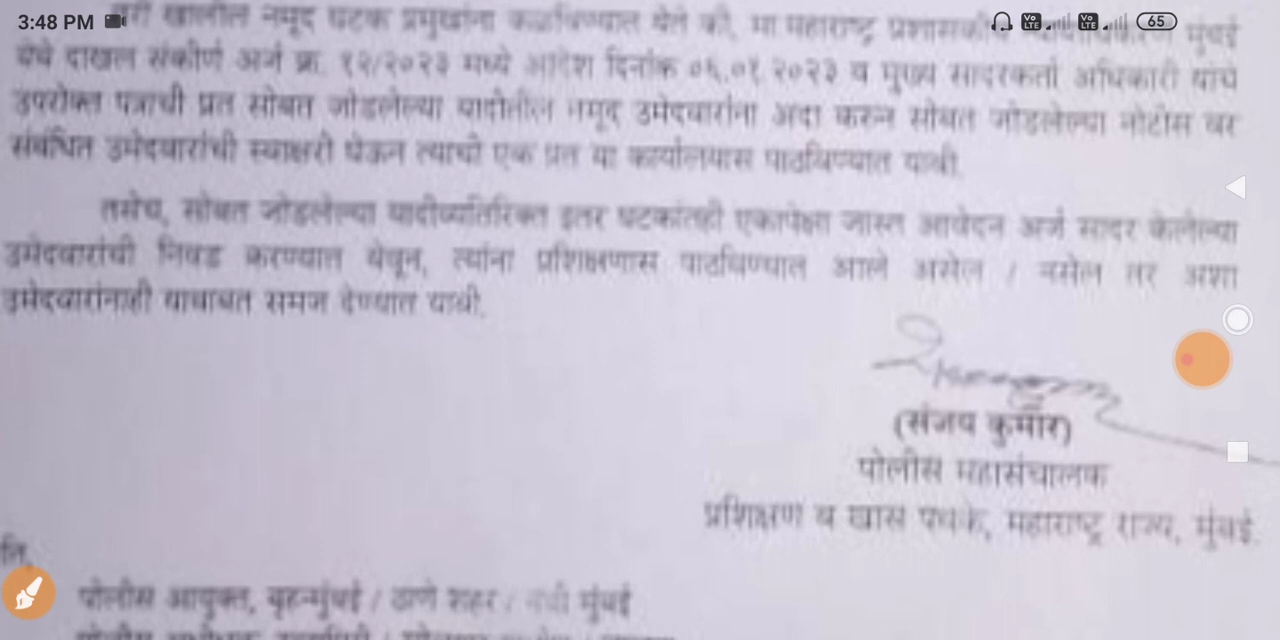 3:48 PM 65
तरी खालील नमूद घटक प्रमुखांना कळविण्यात येते की, मा महाराष्ट्र प्रशासकीय मुंबई
येथे दाखल संकीर्ण अर्ज क्र. १२/२०२३ मध्ये आदेश दिनांक ०६.०१.२०२३ व मुख्य सादरकर्ता अधिकारी यांचे
उपरोक्त पत्राची प्रत सोबत जोडलेल्या यादीतील नमूद उमेदवारांना अदा करुन सोबत जोडलेल्या नोटीस वर
संबंधित उमेदवारांची स्वाक्षरी घेऊन त्याची एक प्रत या कार्यालयास पाठविण्यात यावी.
तसेच, सोबत जोडलेल्या यादीव्यतिरिक्त इतर घटकांतही एकापेक्षा जास्त आवेदन अर्ज सादर केलेल्या
उमेदवारांची निवड करण्यात येवून, त्यांना प्रशिक्षणास पाठविण्यात आले असेल / नसेल तर अशा
उमेदवारांनाही याबाबत समज देण्यात यावी.
(संजय कुमार)
पोलीस महासंचालक
प्रशिक्षण व खास पथके, महाराष्ट्र राज्य, मुंबई.
पोलीस आयुक्त, बृहन्मुंबई / ठाणे शहर / नवी मुंबई